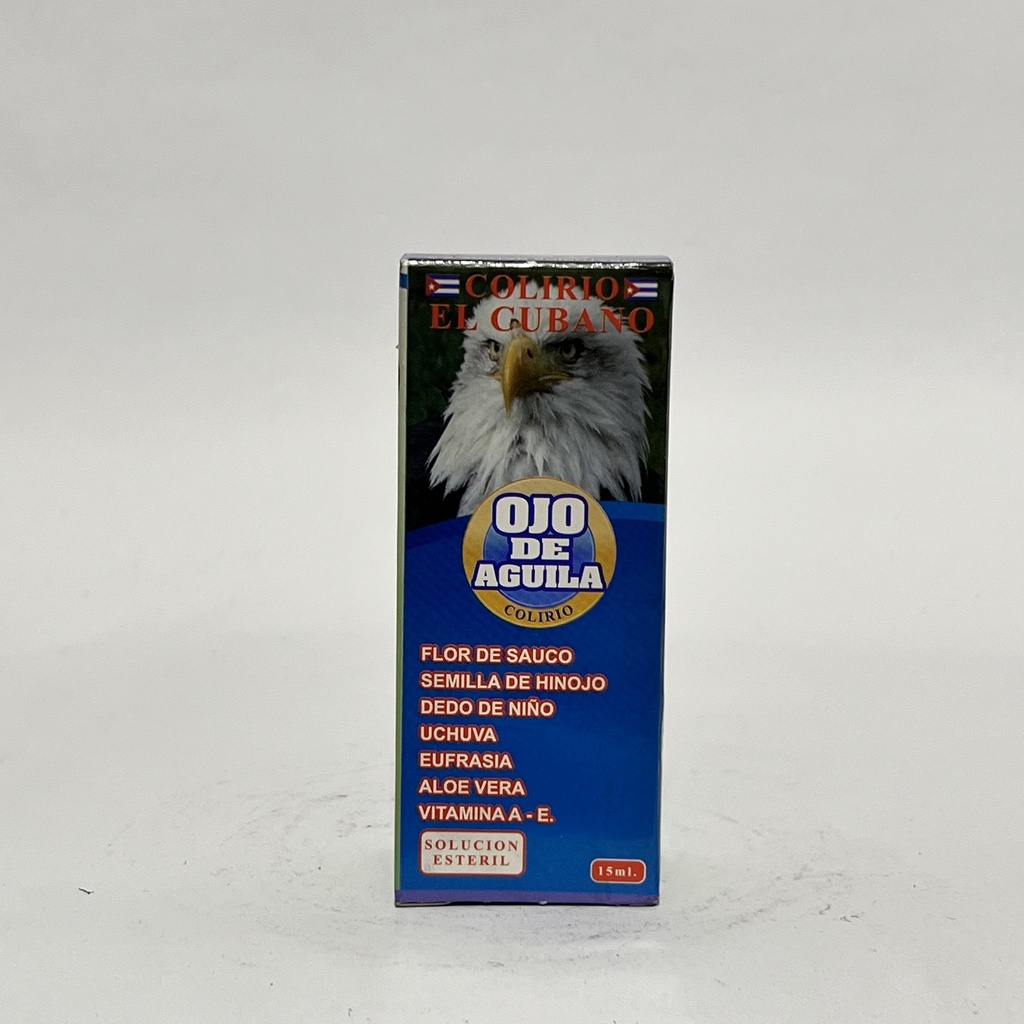 COLIRIO
EL CUBANO
OJO
DE
AGUILA
COLIRIO
FLOR DE SAUCO
SEMILLA DE HINOJO
DEDO DE NIÑO
UCHUVA
EUFRASIA
ALOE VERA
VITAMINA A - E.
SOLUCION
ESTERIL
15ml.